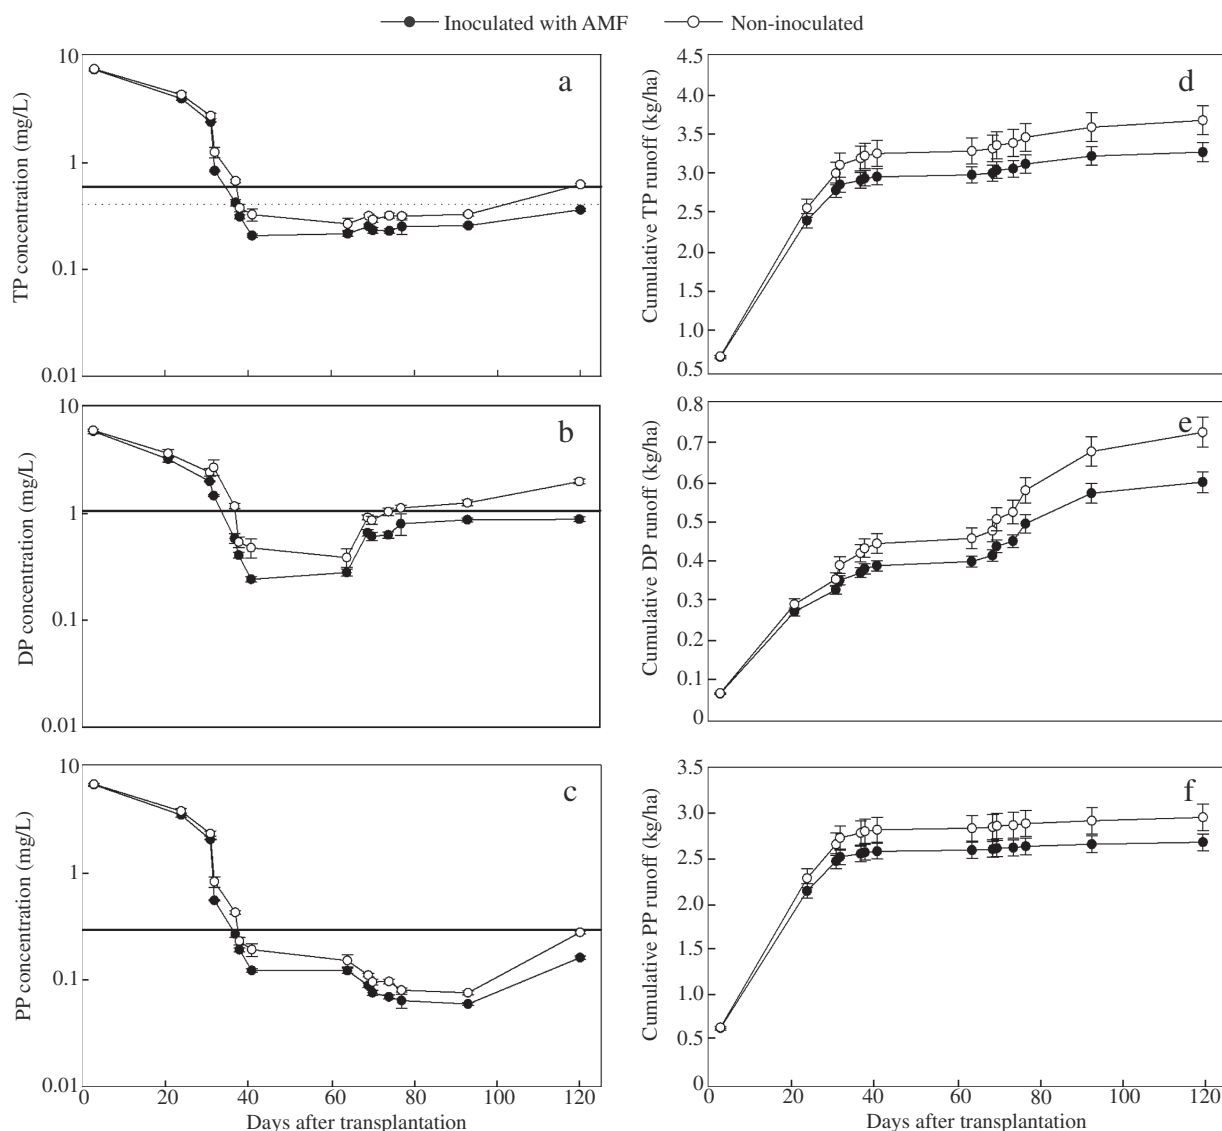 Inoculated with AMF Non-inoculated
a
10
1
0.1
0.01
TP concentration (mg/L)
d
4.5
4.0
3.5
3.0
2.5
2.0
1.5
1.0
0.5
Cumulative TP runoff (kg/ha)
b
10
1
0.1
0.01
DP concentration (mg/L)
e
0.8
0.7
0.6
0.5
0.4
0.3
0.2
0.1
0
Cumulative DP runoff (kg/ha)
c
10
1
0.1
0.01
PP concentration (mg/L)
0 20 40 60 80 100 120
Days after transplantation
f
3.5
3.0
2.5
2.0
1.5
1.0
0.5
0
Cumulative PP runoff (kg/ha)
0 20 40 60 80 100 120
Days after transplantation